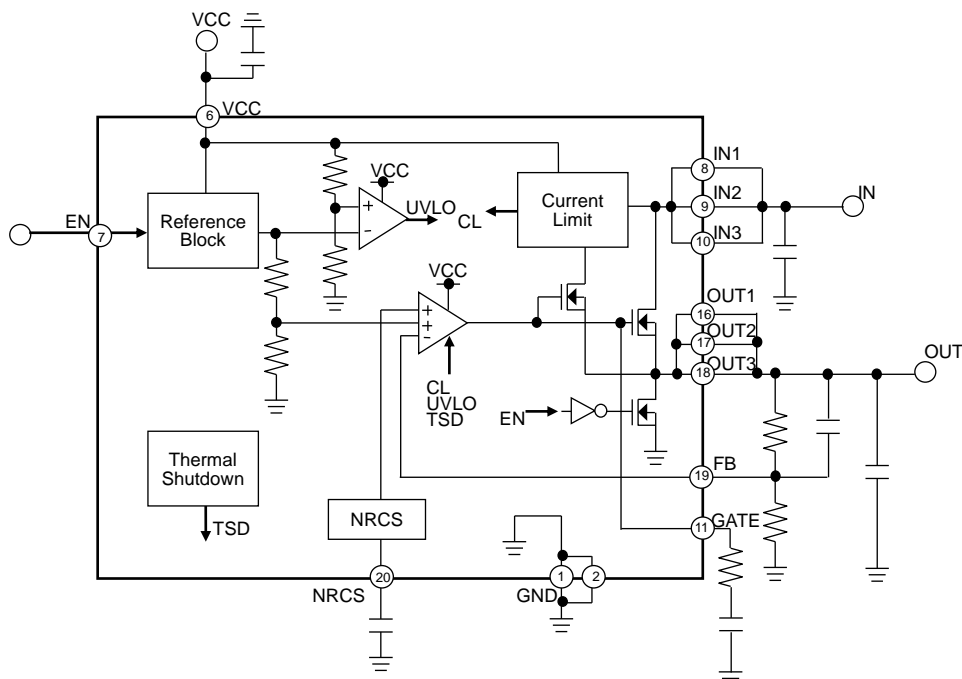 VCC
6
VCC
IN1
8
VCC
IN2
9
IN
UVLO
+
-
Current
Limit
CL
EN
7
Reference
Block
IN3
10
VCC
OUT1
16
+
+
-
OUT2
17
OUT3
18
OUT
CL
UVLO
TSD
EN
Thermal
Shutdown
FB
19
TSD
NRCS
GATE
11
20
NRCS
GND
1
2